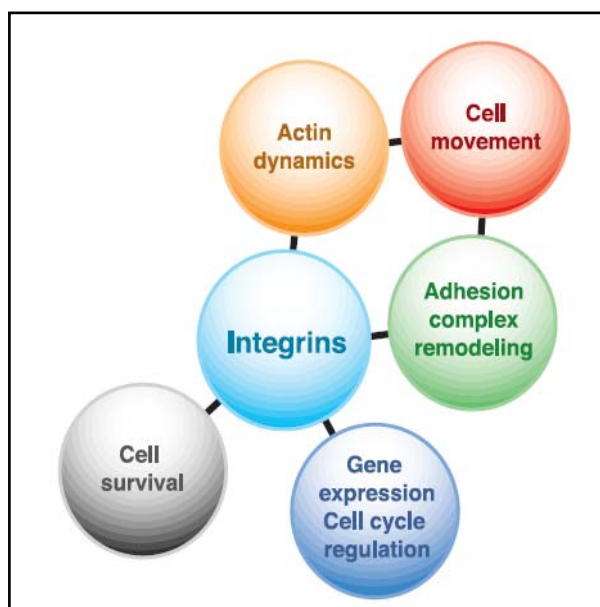 Actin
dynamics
Cell
movement
Integrins
Adhesion
complex
remodeling
Cell
survival
Gene
expression
Cell cycle
regulation